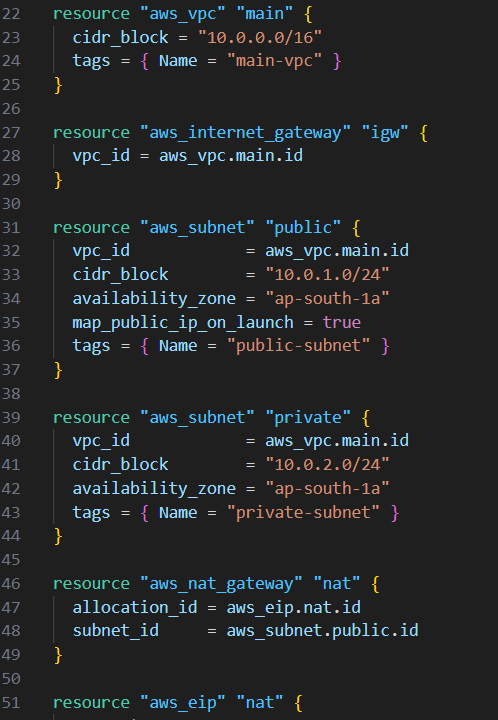 22 resource "aws_vpc" "main" {
23   cidr_block = "10.0.0.0/16"
24   tags = { Name = "main-vpc" }
25 }
26
27 resource "aws_internet_gateway" "igw" {
28   vpc_id = aws_vpc.main.id
29 }
30
31 resource "aws_subnet" "public" {
32   vpc_id            = aws_vpc.main.id
33   cidr_block        = "10.0.1.0/24"
34   availability_zone = "ap-south-1a"
35   map_public_ip_on_launch = true
36   tags = { Name = "public-subnet" }
37 }
38
39 resource "aws_subnet" "private" {
40   vpc_id            = aws_vpc.main.id
41   cidr_block        = "10.0.2.0/24"
42   availability_zone = "ap-south-1a"
43   tags = { Name = "private-subnet" }
44 }
45
46 resource "aws_nat_gateway" "nat" {
47   allocation_id = aws_eip.nat.id
48   subnet_id     = aws_subnet.public.id
49 }
50
51 resource "aws_eip" "nat" {